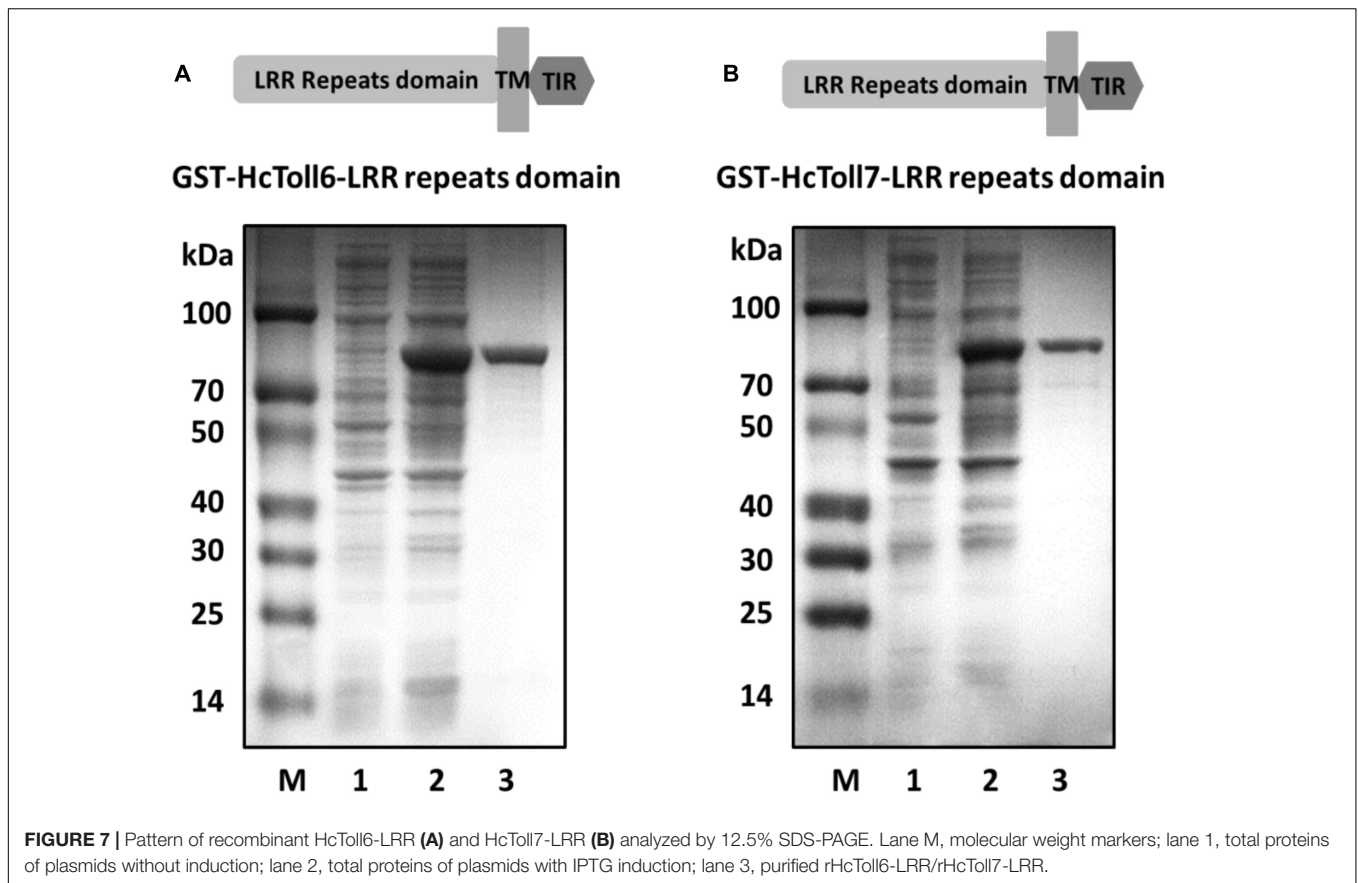 A
LRR Repeats domain TM TIR
GST-HcToll6-LRR repeats domain
kDa
100
70
50
40
30
25
14
M 1 2 3
B
LRR Repeats domain TM TIR
GST-HcToll7-LRR repeats domain
kDa
100
70
50
40
30
25
14
M 1 2 3
FIGURE 7 | Pattern of recombinant HcToll6-LRR (A) and HcToll7-LRR (B) analyzed by 12.5% SDS-PAGE. Lane M, molecular weight markers; lane 1, total proteins
of plasmids without induction; lane 2, total proteins of plasmids with IPTG induction; lane 3, purified rHcToll6-LRR/rHcToll7-LRR.